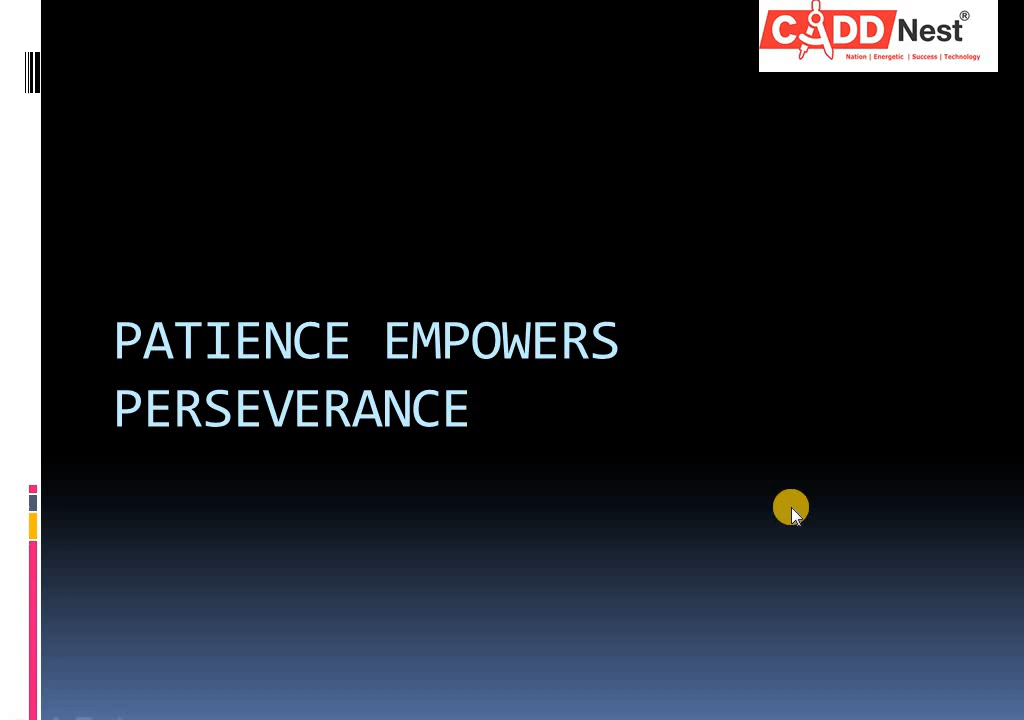 CADD Nest®
Nation | Energetic | Success | Technology
PATIENCE EMPOWERS
PERSEVERANCE